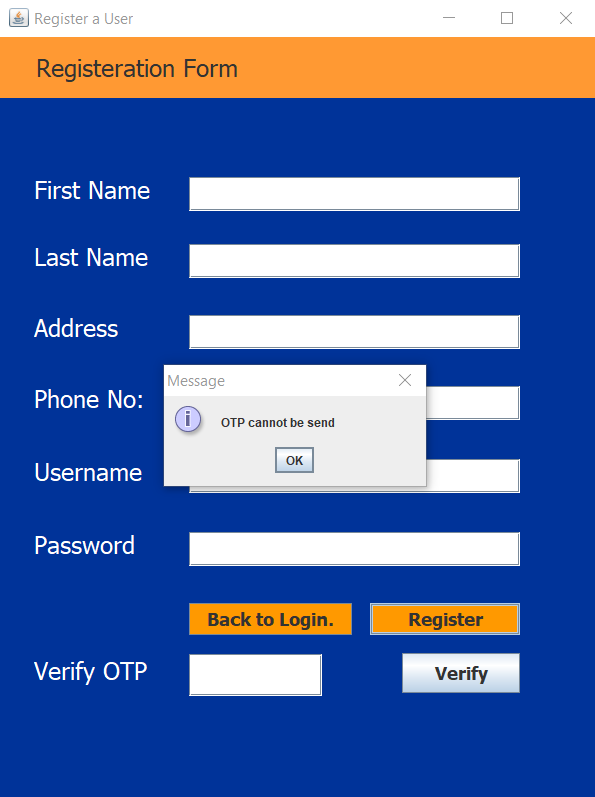 Register a User
Registeration Form
First Name
Last Name
Address
Message
Phone No:
i
OTP cannot be send
OK
Username
Password
Back to Login.
Register
Verify OTP
Verify